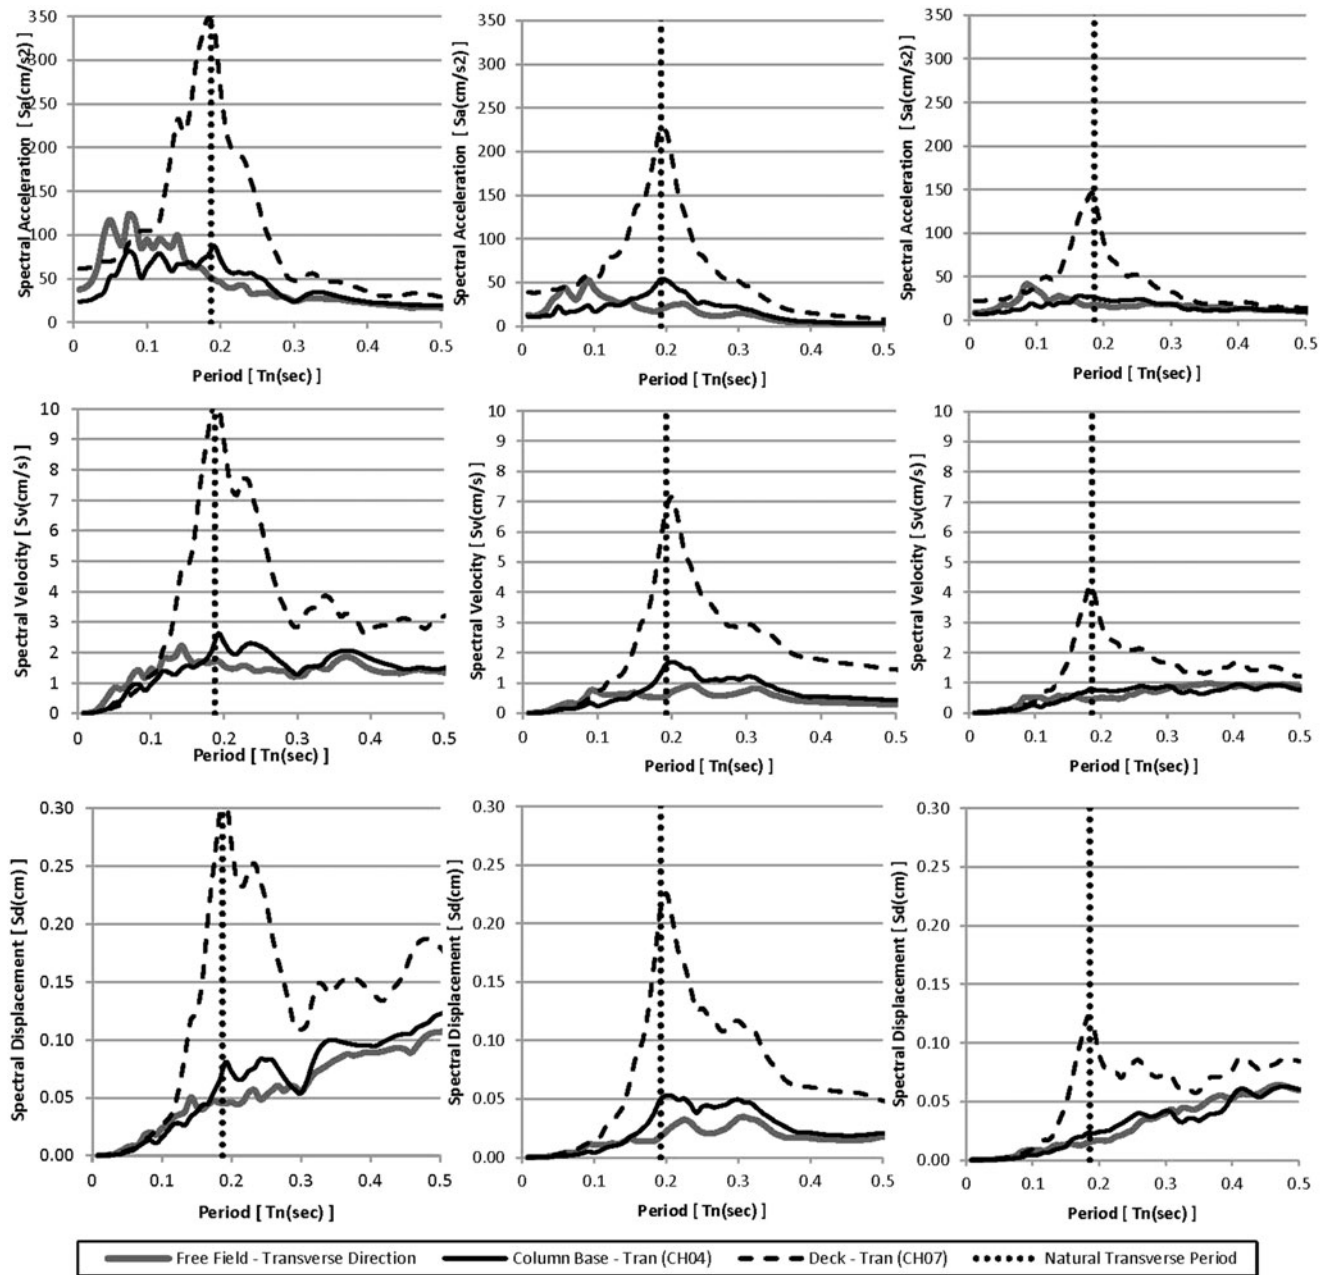 Spectral Acceleration [ Sa(cm/s2) ]
350
300
250
200
150
100
50
0
0 0.1 0.2 0.3 0.4 0.5
Period [ Tn(sec) ]
Spectral Acceleration [ Sa(cm/s2) ]
350
300
250
200
150
100
50
0
0 0.1 0.2 0.3 0.4 0.5
Period [ Tn(sec) ]
Spectral Acceleration [ Sa(cm/s2) ]
350
300
250
200
150
100
50
0
0 0.1 0.2 0.3 0.4 0.5
Period [ Tn(sec) ]
Spectral Velocity [ Sv(cm/s) ]
10
9
8
7
6
5
4
3
2
1
0
0 0.1 0.2 0.3 0.4 0.5
Period [ Tn(sec) ]
Spectral Velocity [ Sv(cm/s) ]
10
9
8
7
6
5
4
3
2
1
0
0 0.1 0.2 0.3 0.4 0.5
Period [ Tn(sec) ]
Spectral Velocity [ Sv(cm/s) ]
10
9
8
7
6
5
4
3
2
1
0
0 0.1 0.2 0.3 0.4 0.5
Period [ Tn(sec) ]
Spectral Displacement [ Sd(cm) ]
0.30
0.25
0.20
0.15
0.10
0.05
0.00
0 0.1 0.2 0.3 0.4 0.5
Period [ Tn(sec) ]
Spectral Displacement [ Sd(cm) ]
0.30
0.25
0.20
0.15
0.10
0.05
0.00
0 0.1 0.2 0.3 0.4 0.5
Period [ Tn(sec) ]
Spectral Displacement [ Sd(cm) ]
0.30
0.25
0.20
0.15
0.10
0.05
0.00
0 0.1 0.2 0.3 0.4 0.5
Period [ Tn(sec) ]
Free Field - Transverse Direction Column Base - Tran (CH04) Deck - Tran (CH07) Natural Transverse Period